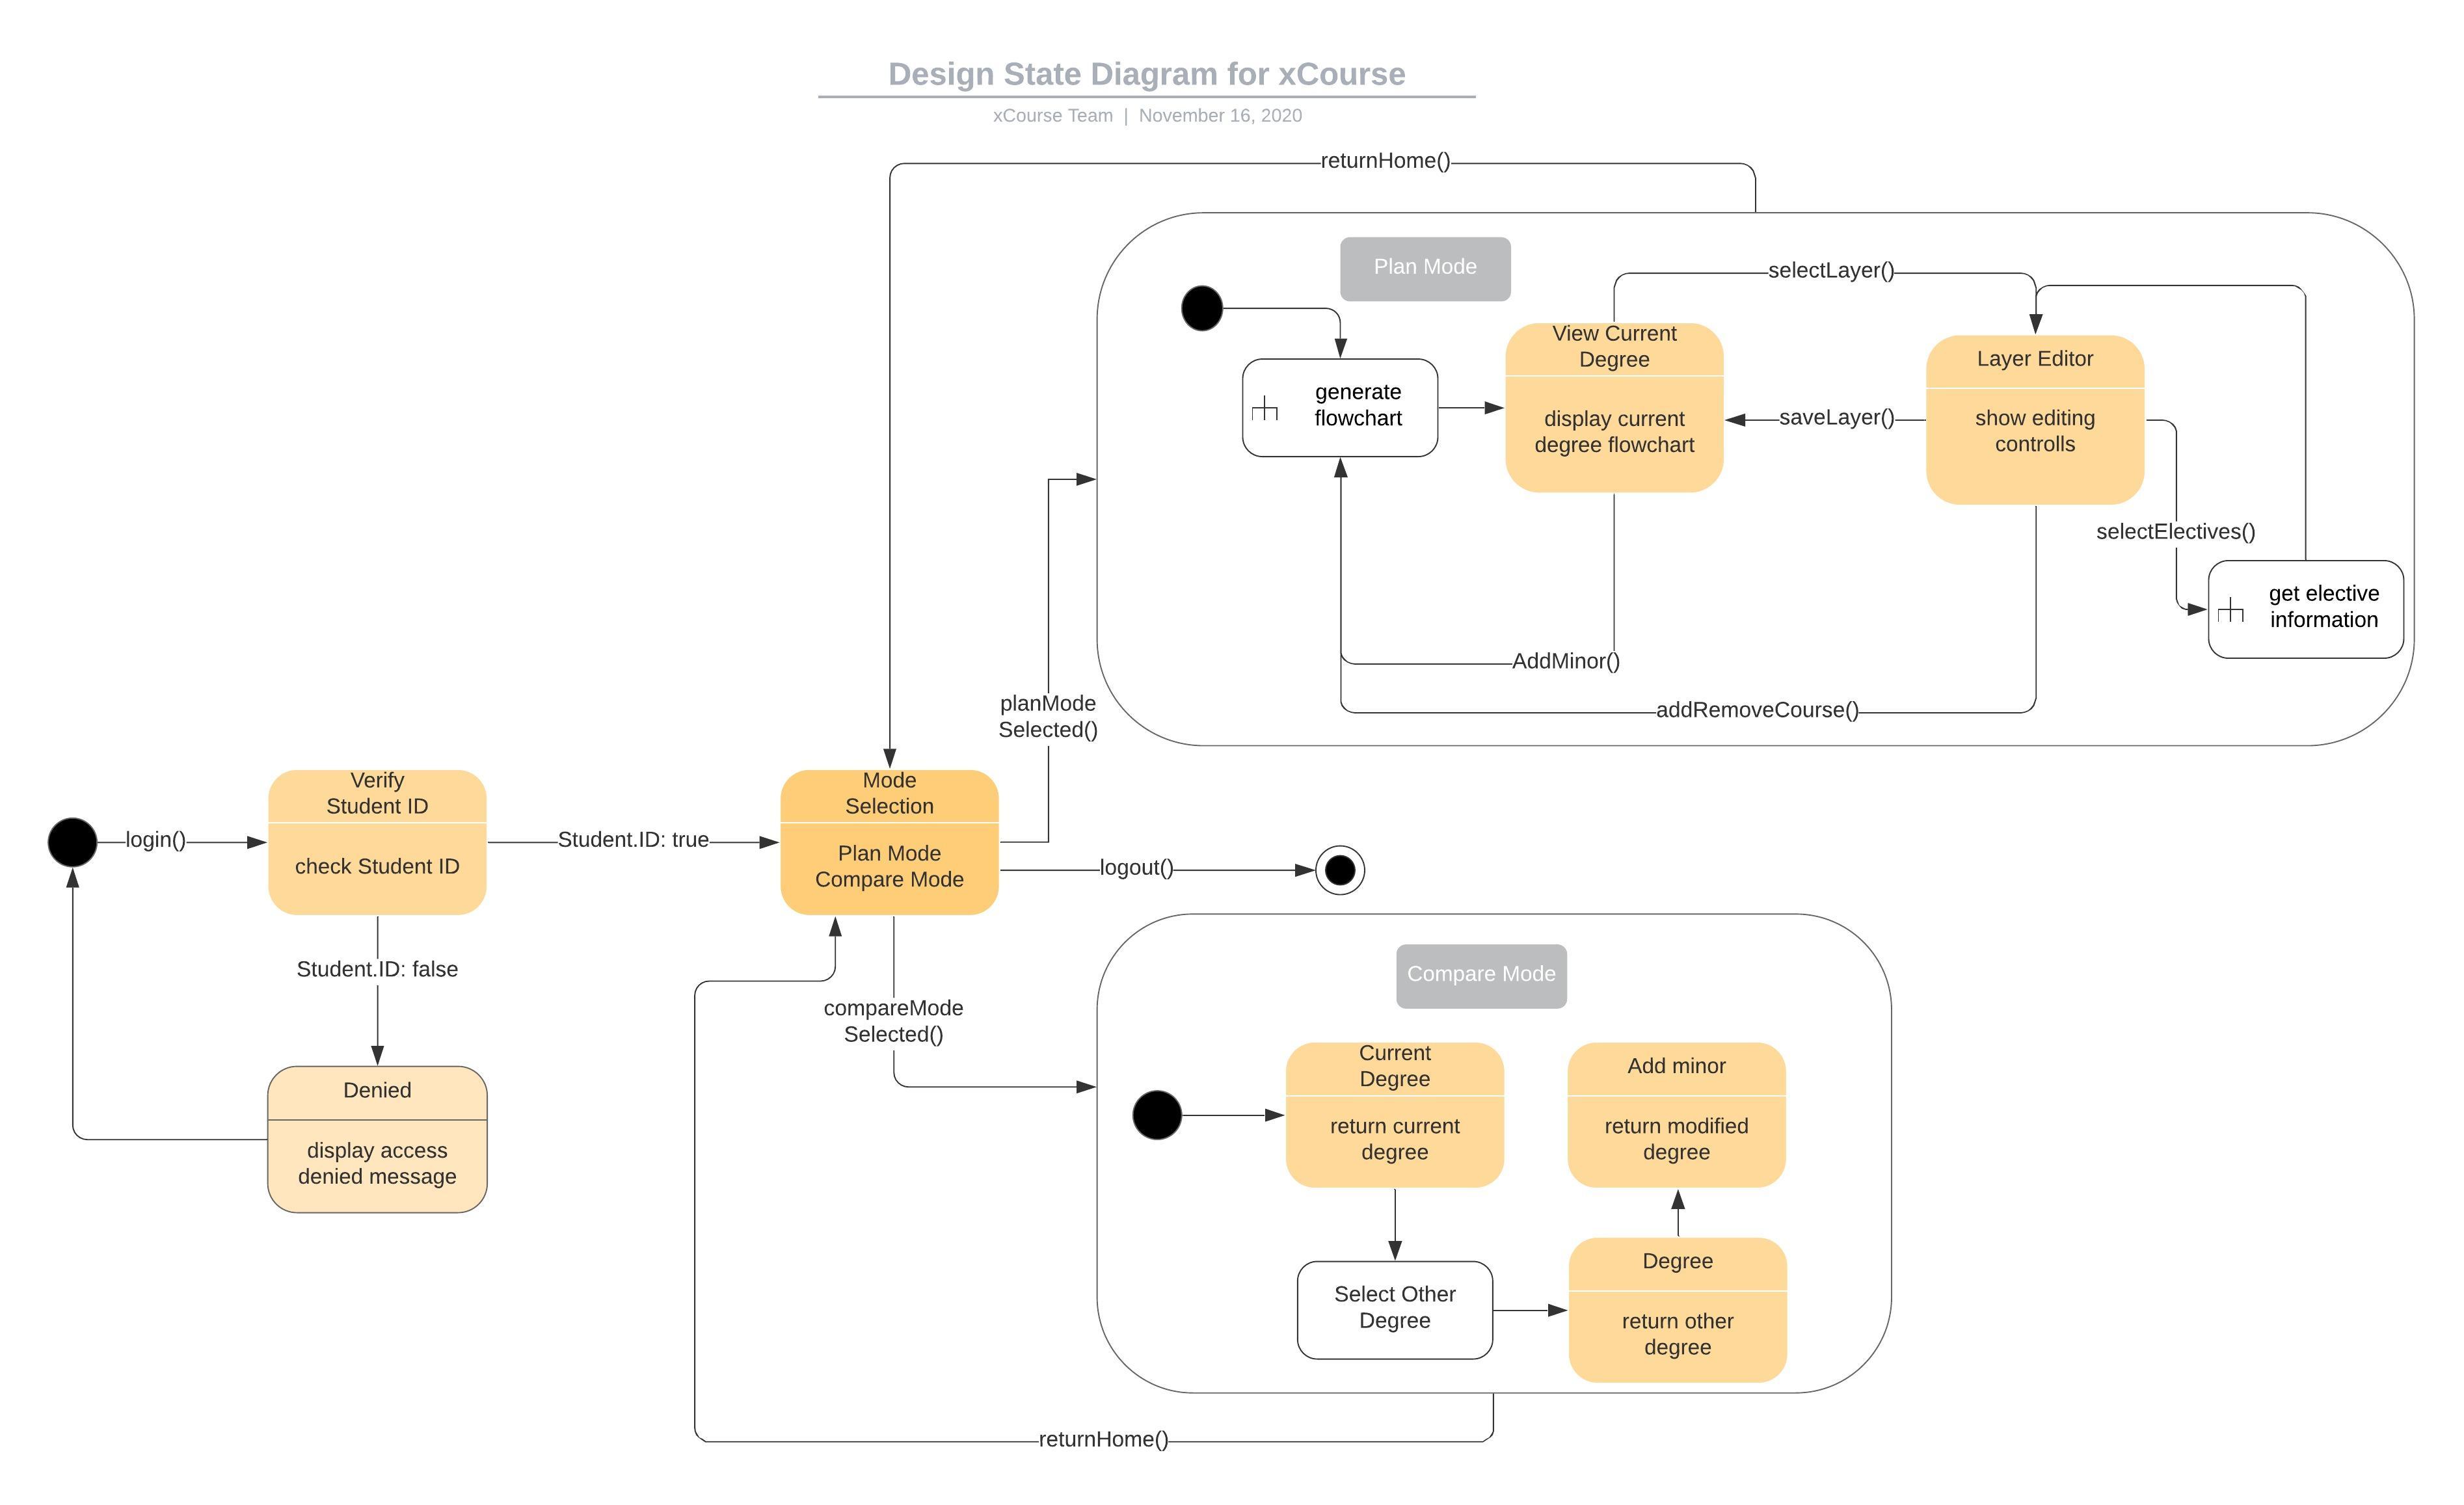 Design State Diagram for xCourse
xCourse Team | November 16, 2020
returnHome()
Plan Mode
selectLayer()
View Current
Degree
display current
degree flowchart
Layer Editor
show editing
controlls
generate
flowchart
saveLayer()
selectElectives()
get elective
information
AddMinor()
addRemoveCourse()
planMode
Selected()
login()
Verify
Student ID
check Student ID
Student.ID: true
Mode
Selection
Plan Mode
Compare Mode
logout()
Student.ID: false
Denied
display access
denied message
compareMode
Selected()
Compare Mode
Current
Degree
return current
degree
Add minor
return modified
degree
Select Other
Degree
Degree
return other
degree
returnHome()